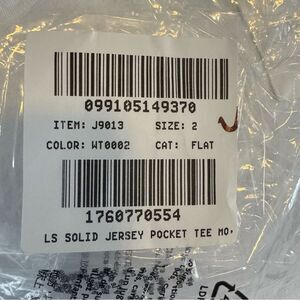 099105149370
ITEM: J9013 SIZE: 2
COLOR: WT0002 CAT: FLAT
1760770554
LS SOLID JERSEY POCKET TEE MO.